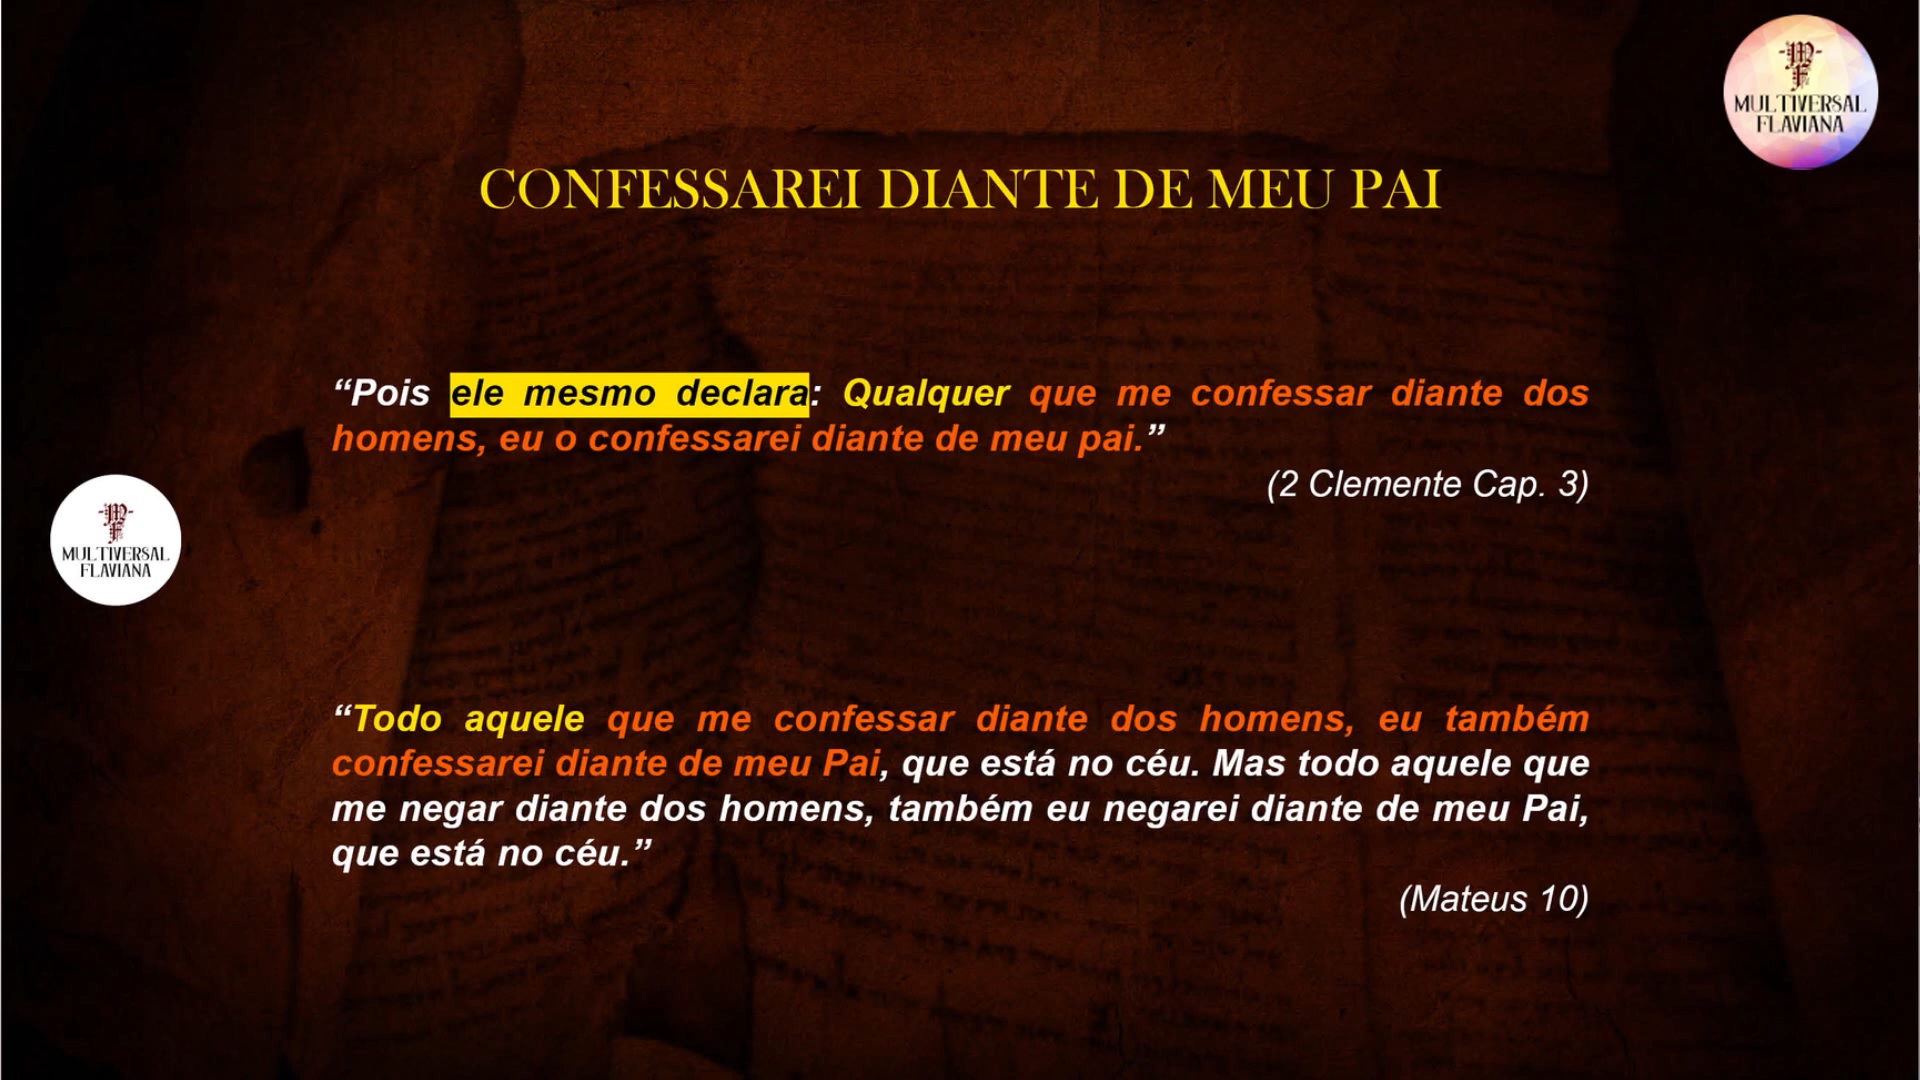 MULTIVERSAL
FLAVIANA
CONFESSAREI DIANTE DE MEU PAI
“Pois ele mesmo declara: Qualquer que me confessar diante dos
homens, eu o confessarei diante de meu pai.”
(2 Clemente Cap. 3)
MULTIVERSAL
FLAVIANA
“Todo aquele que me confessar diante dos homens, eu também
confessarei diante de meu Pai, que está no céu. Mas todo aquele que
me negar diante dos homens, também eu negarei diante de meu Pai,
que está no céu.”
(Mateus 10)